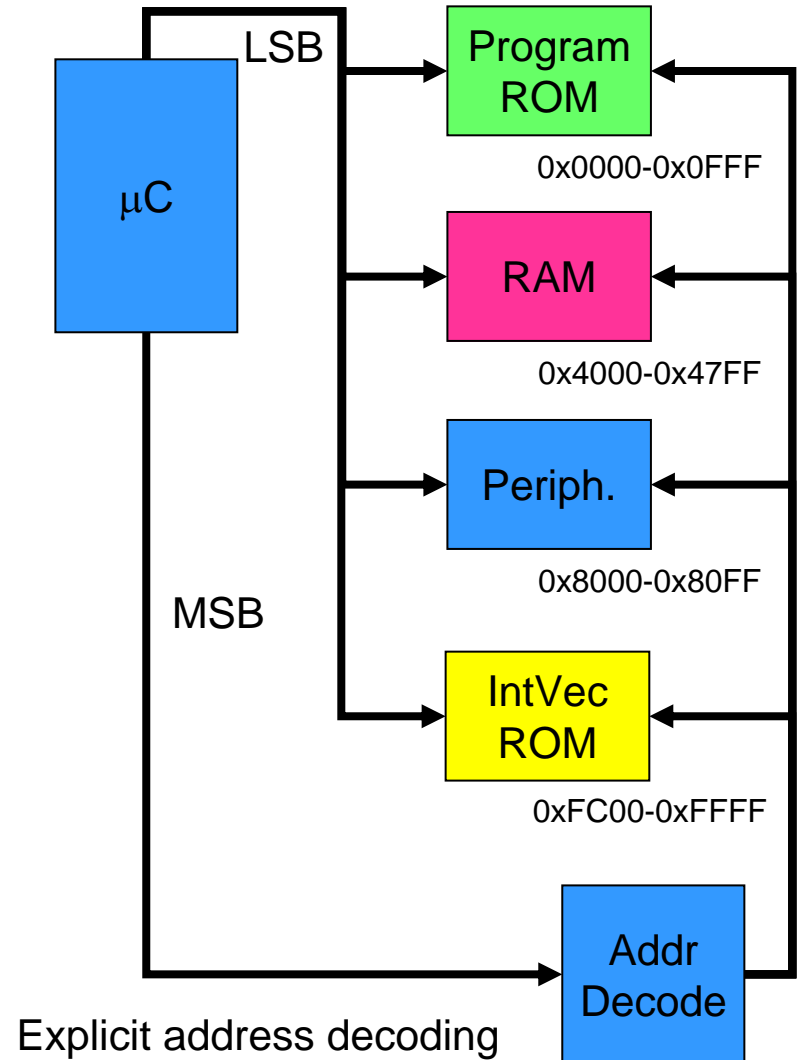 LSB
Program
ROM
0x0000-0x0FFF
μC
RAM
0x4000-0x47FF
Periph.
0x8000-0x80FF
MSB
IntVec
ROM
0xFC00-0xFFFF
Addr
Decode
Explicit address decoding